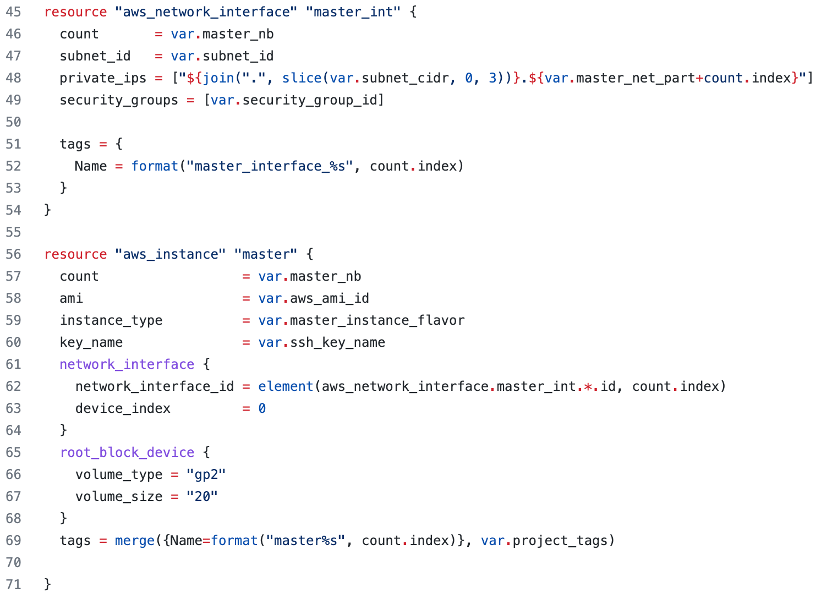 45 resource "aws_network_interface" "master_int" {
46   count       = var.master_nb
47   subnet_id   = var.subnet_id
48   private_ips = ["${join(".", slice(var.subnet_cidr, 0, 3))}.${var.master_net_part+count.index}"]
49   security_groups = [var.security_group_id]
50
51   tags = {
52     Name = format("master_interface_%s", count.index)
53   }
54 }
55
56 resource "aws_instance" "master" {
57   count                  = var.master_nb
58   ami                    = var.aws_ami_id
59   instance_type          = var.master_instance_flavor
60   key_name               = var.ssh_key_name
61   network_interface {
62     network_interface_id = element(aws_network_interface.master_int.*.id, count.index)
63     device_index         = 0
64   }
65   root_block_device {
66     volume_type = "gp2"
67     volume_size = "20"
68   }
69   tags = merge({Name=format("master%s", count.index)}, var.project_tags)
70
71 }